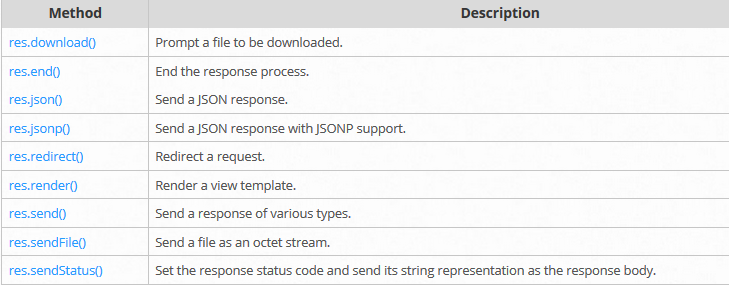 Method Description
res.download() Prompt a file to be downloaded.
res.end() End the response process.
res.json() Send a JSON response.
res.jsonp() Send a JSON response with JSONP support.
res.redirect() Redirect a request.
res.render() Render a view template.
res.send() Send a response of various types.
res.sendFile() Send a file as an octet stream.
res.sendStatus() Set the response status code and send its string representation as the response body.